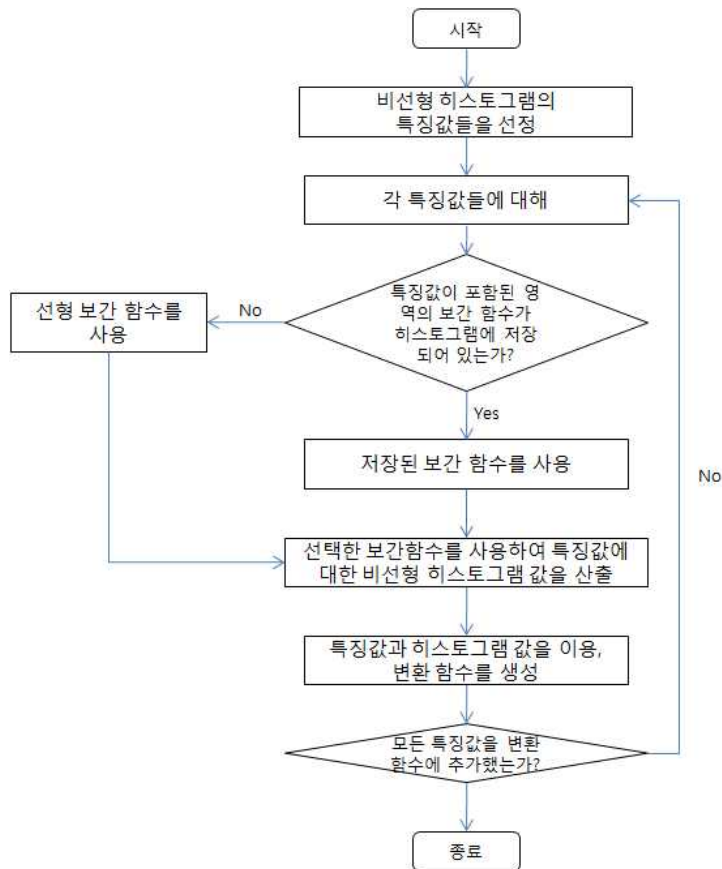 시작
비선형 히스토그램의
특징값들을 선정
각 특징값들에 대해
특징값이 포함된 영
역의 보간 함수가
히스토그램에 저장
되어 있는가?
No
선형 보간 함수를
사용
Yes
저장된 보간 함수를 사용
No
선택한 보간함수를 사용하여 특징값에
대한 비선형 히스토그램 값을 산출
특징값과 히스토그램 값을 이용,
변환 함수를 생성
모든 특징값을 변환
함수에 추가했는가?
종료